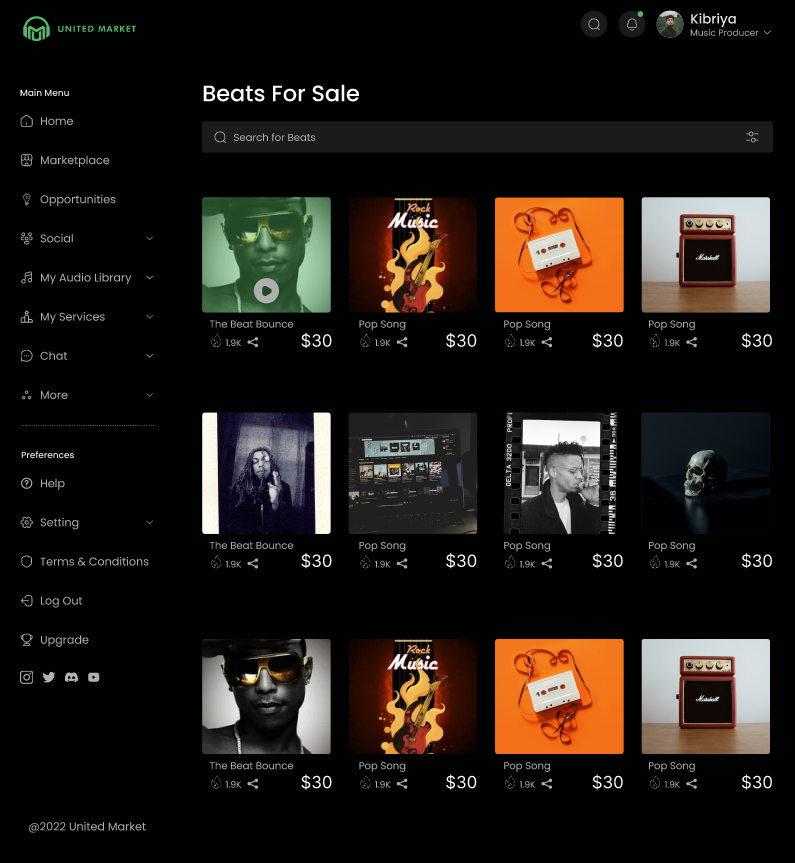 UNITED MARKET
Kibriya
Music Producer
Main Menu
Home
Marketplace
Opportunities
Social
My Audio Library
My Services
Chat
More
Preferences
Help
Setting
Terms & Conditions
Log Out
Upgrade
@2022 United Market
Beats For Sale
Search for Beats
Rock
Music
Marshall
The Beat Bounce
1.9K
$30
Pop Song
1.9K
$30
Pop Song
1.9K
$30
Pop Song
1.9K
$30
DELTA 3200 PROF
36
The Beat Bounce
1.9K
$30
Pop Song
1.9K
$30
Pop Song
1.9K
$30
Pop Song
1.9K
$30
Rock
Music
Marshall
The Beat Bounce
1.9K
$30
Pop Song
1.9K
$30
Pop Song
1.9K
$30
Pop Song
1.9K
$30